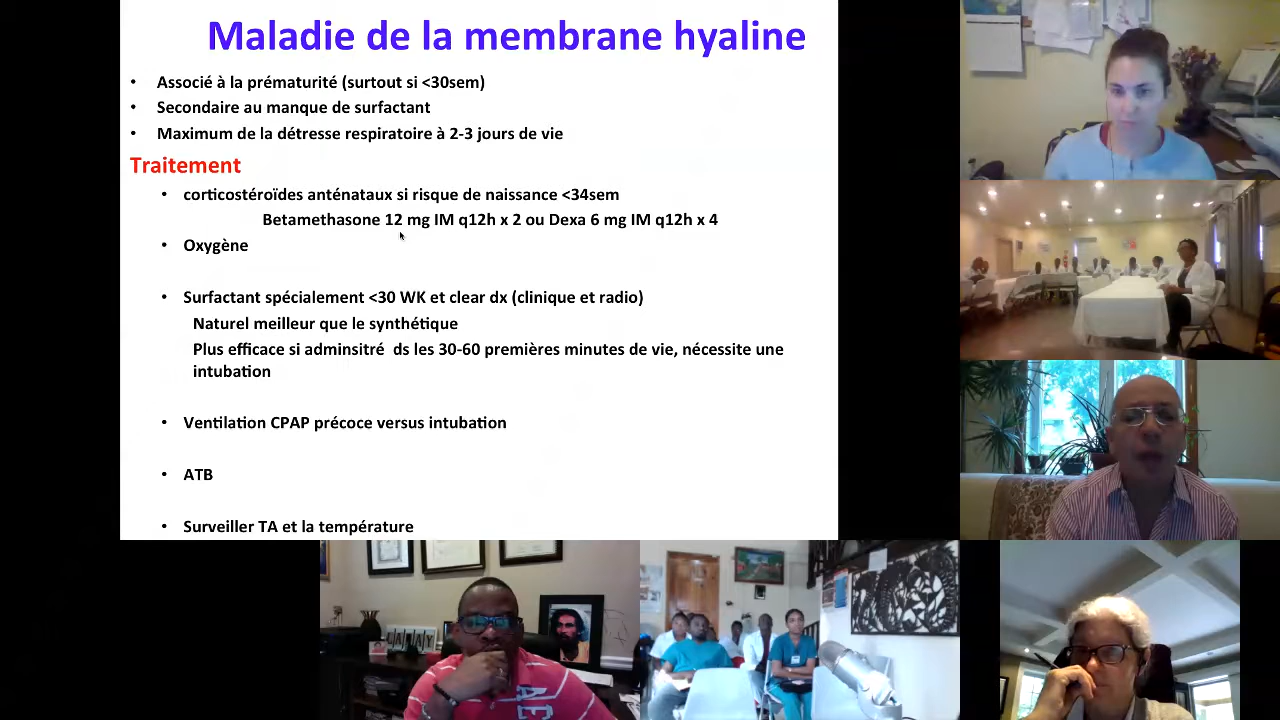 Maladie de la membrane hyaline
• Associé à la prématurité (surtout si <30sem)
• Secondaire au manque de surfactant
• Maximum de la détresse respiratoire à 2-3 jours de vie
Traitement
• corticostéroïdes anténataux si risque de naissance <34sem
Betamethasone 12 mg IM q12h x 2 ou Dexa 6 mg IM q12h x 4
• Oxygène
• Surfactant spécialement <30 WK et clear dx (clinique et radio)
Naturel meilleur que le synthétique
Plus efficace si adminsitré ds les 30-60 premières minutes de vie, nécessite une
intubation
• Ventilation CPAP précoce versus intubation
• ATB
• Surveiller TA et la température